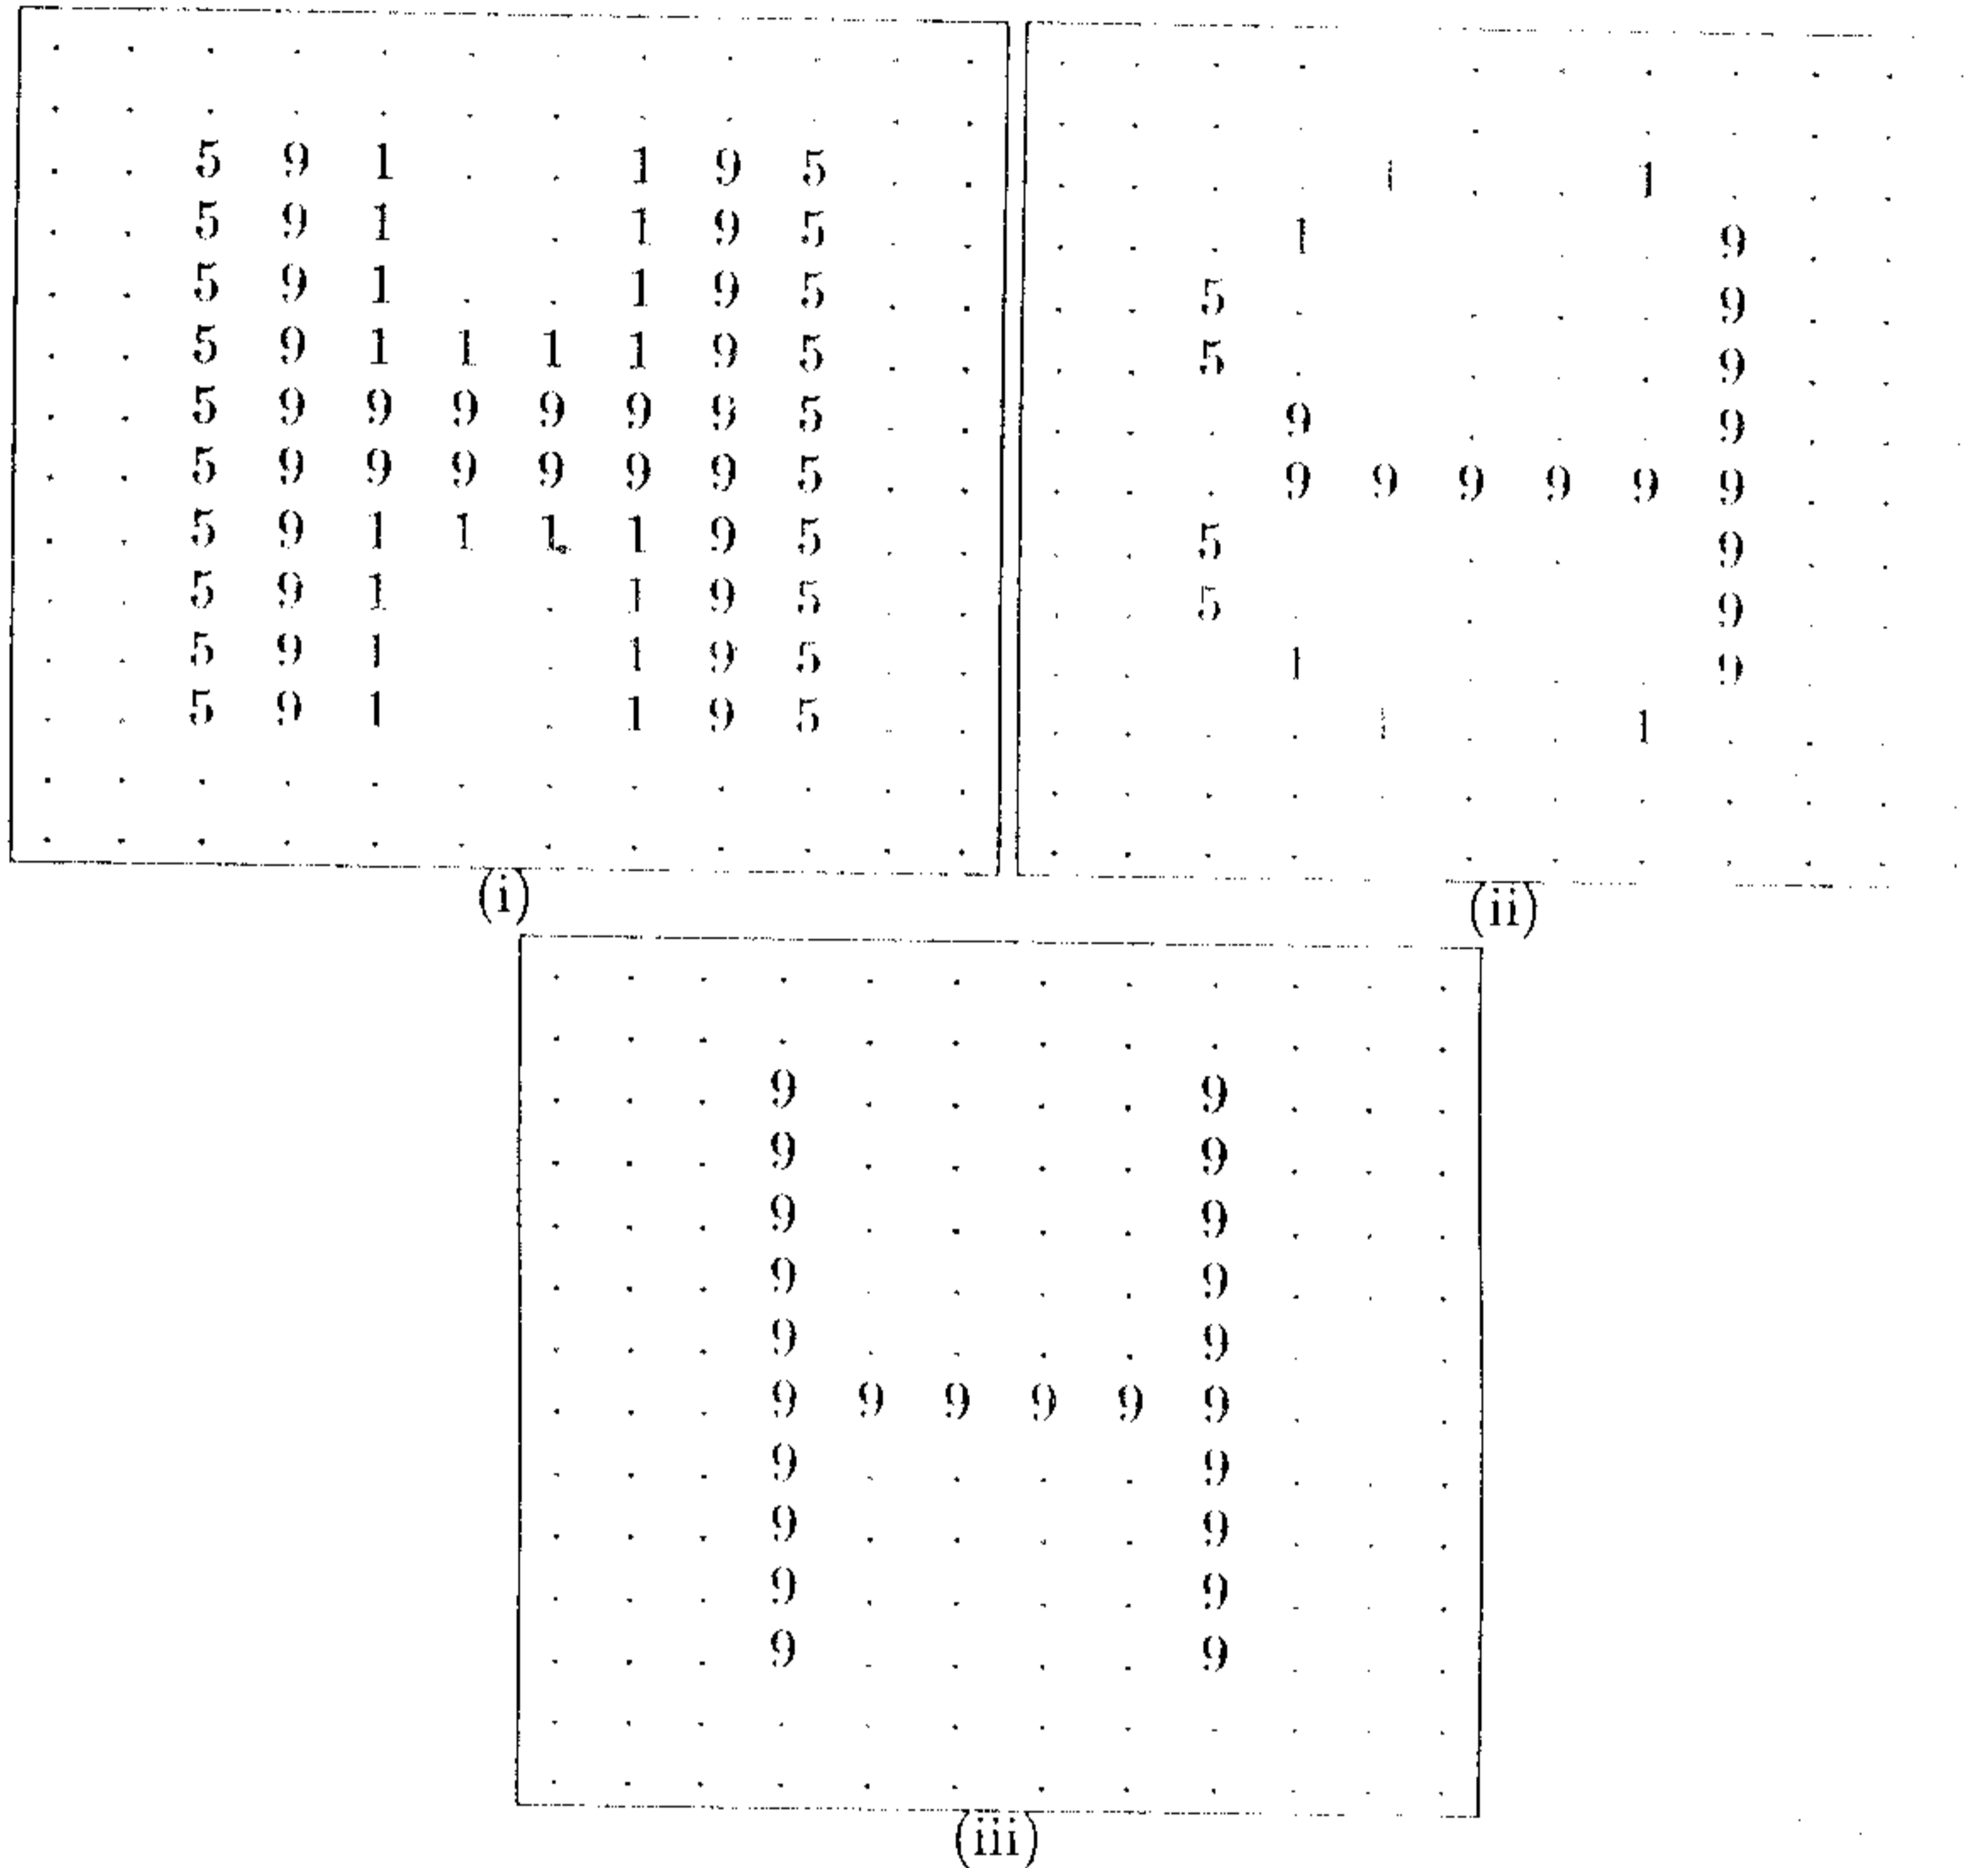 . . . . . . . . . . .
. . . . . . . . . . .
. . 5 9 1 . . 1 9 5 . .
. . 5 9 1 . 1 9 5 . .
. . 5 9 1 . . 1 9 5 . .
. . 5 9 1 1 1 1 9 5 . .
. . 5 9 9 9 9 9 9 5 . .
. . 5 9 9 9 9 9 9 5 . .
. . 5 9 1 1 1 1 9 5 . .
. . 5 9 1 . 1 9 5 . .
. . 5 9 1 . 1 9 5 . .
. . 5 9 1 . 1 9 5 . .
. . . . . . . . . . . .
. . . . . . . . . . . .
(i)
. . . . . . . . . . .
. . . . . . . . . .
. . . . 1 . . 1 . . .
. . . 1 . . . 9 . .
. . 5 . . . . 9 . .
. . 5 . . . . 9 . .
. . . 9 . . . 9 . .
. . . 9 9 9 9 9 9 . .
. . 5 . . 9 . .
. . 5 . . 9 . .
. . 1 . . . 9 .
. . . . 1 . . 1 . . .
. . . . . . . . . . . .
. . . . . . . . . . .
(ii)
. . . . . . . . . . . .
. . . . . . . . . . . .
. . . 9 . . . . 9 . . .
. . . 9 . . . . 9 . . .
. . . 9 . . . . 9 . . .
. . . 9 . . . . 9 . . .
. . . 9 . . . . 9 . .
. . . 9 9 9 9 9 9 . .
. . . 9 . . . . 9 . . .
. . . 9 . . . . 9 . . .
. . . 9 . . . . 9 . . .
. . . 9 . . . . 9 . . .
. . . . . . . . . . . .
. . . . . . . . . . . .
(iii)